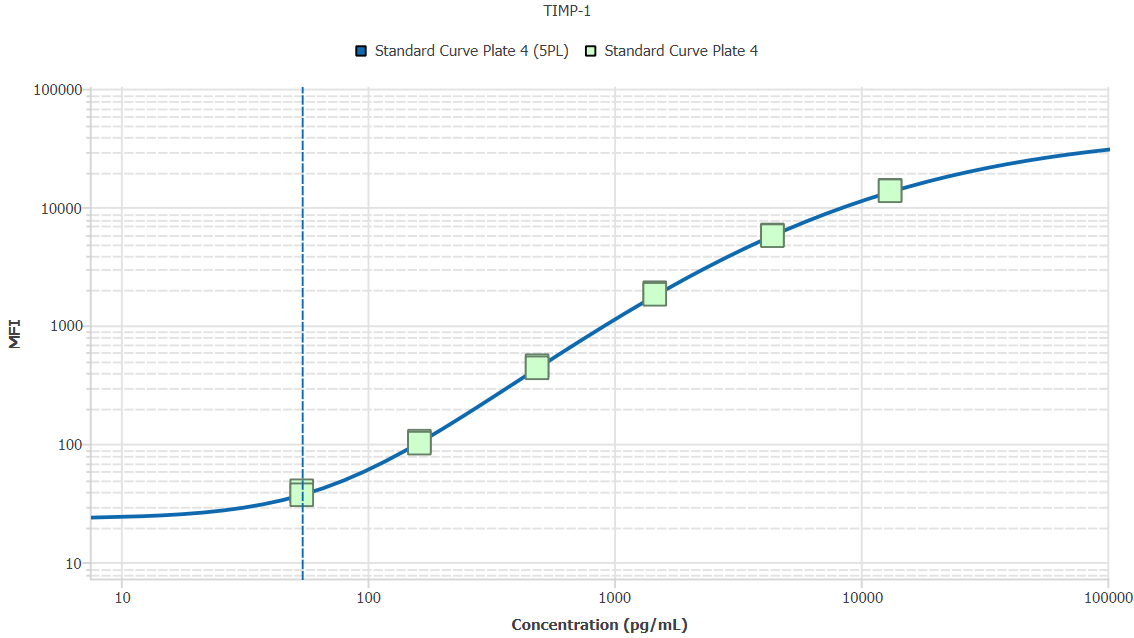 TIMP-1
Standard Curve Plate 4 (5PL) Standard Curve Plate 4
100000
10000
1000
100
10
MFI
10 100 1000 10000 100000
Concentration (pg/mL)